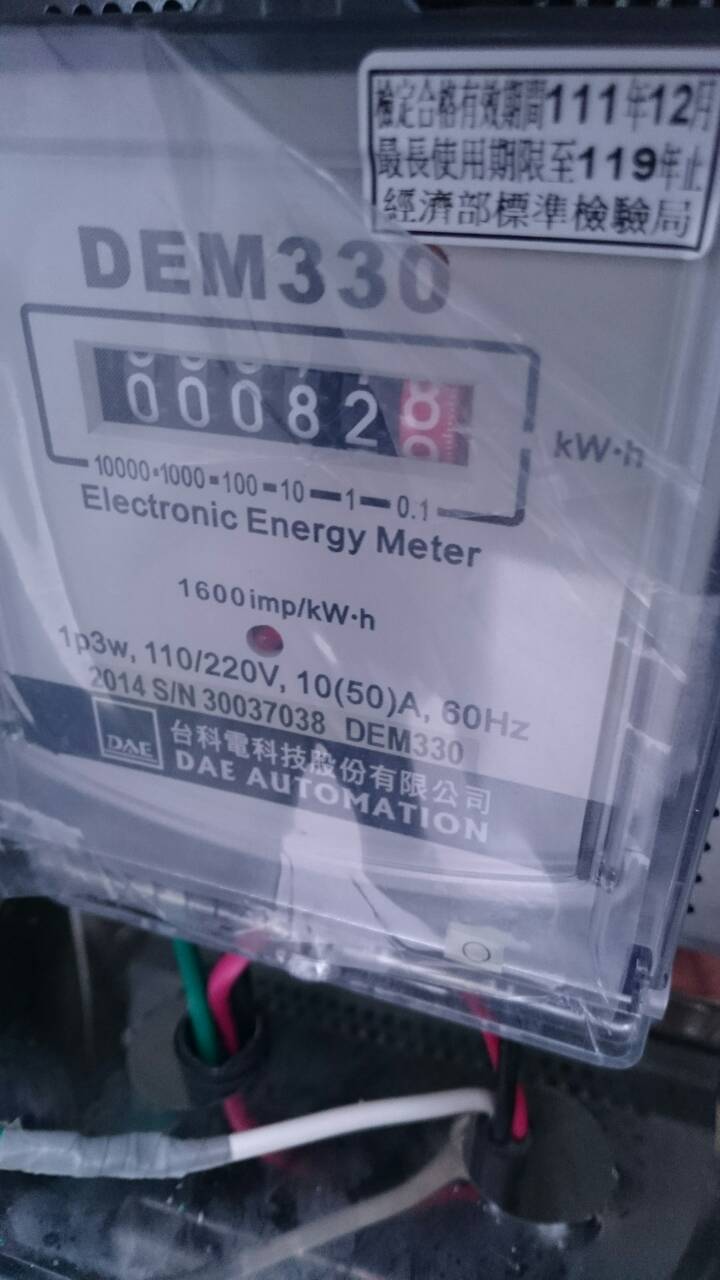 檢定合格有效期間111年12月
最長使用期限至119年止
經濟部標準檢驗局
DEM330
00082 8
kW·h
10000 1000 100 10 1 0.1
Electronic Energy Meter
1600imp/kW·h
1p3w, 110/220V, 10(50)A, 60Hz
2014 S/N 30037038 DEM330
DAE
台科電科技股份有限公司
DAE AUTOMATION